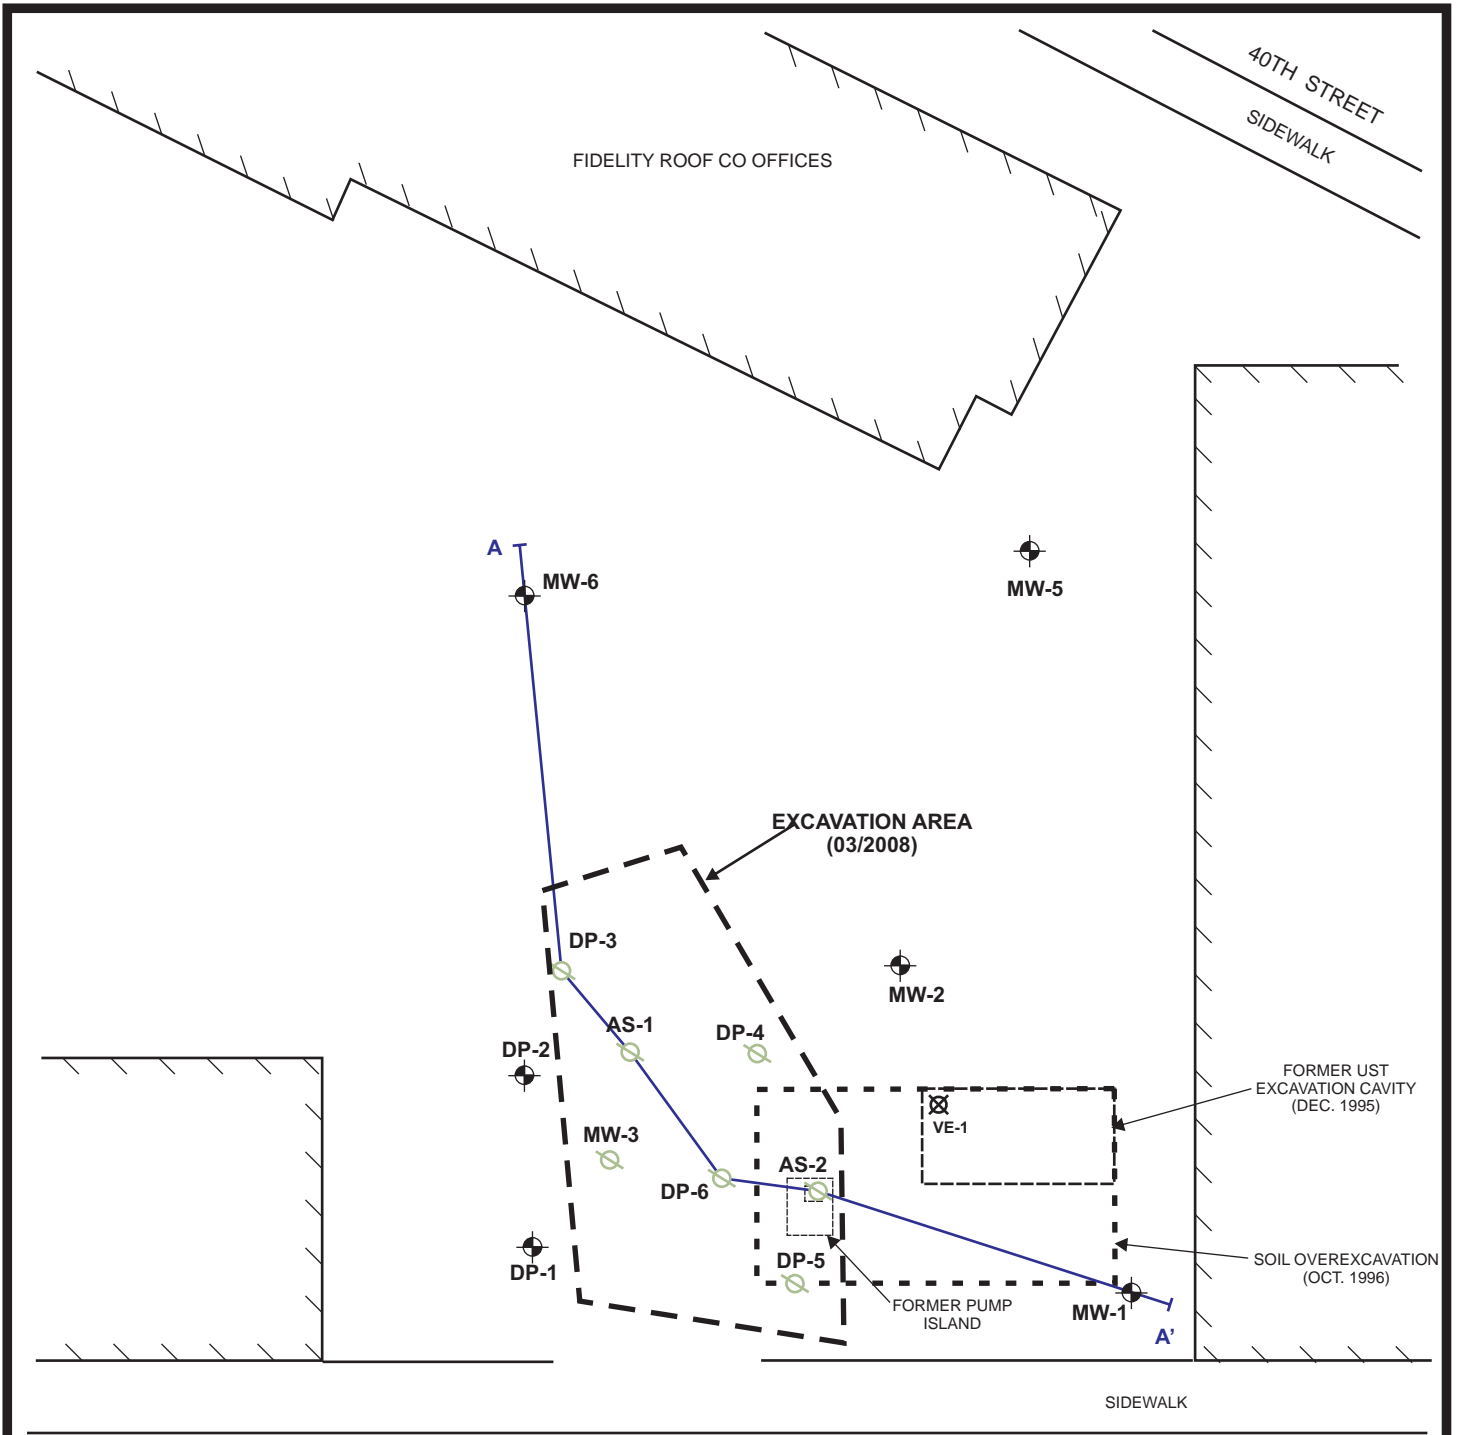 40TH STREET
SIDEWALK
FIDELITY ROOF CO OFFICES
A
MW-6
MW-5
EXCAVATION AREA
(03/2008)
DP-3
MW-2
AS-1
DP-4
DP-2
FORMER UST
EXCAVATION CAVITY
(DEC. 1995)
VE-1
MW-3
AS-2
DP-6
DP-1
DP-5
SOIL OVEREXCAVATION
(OCT. 1996)
FORMER PUMP
ISLAND
MW-1
A'
SIDEWALK